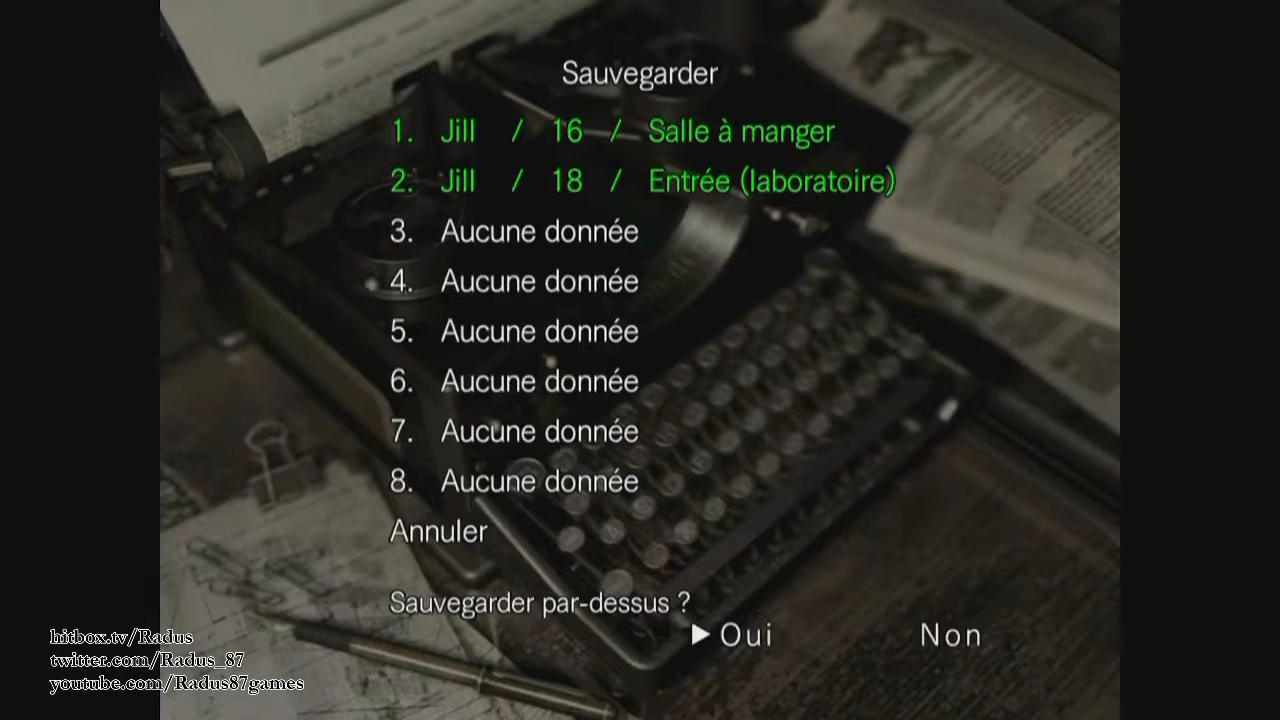 Sauvegarder
1. Jill / 16 / Salle à manger
2. Jill / 18 / Entrée (laboratoire)
3. Aucune donnée
4. Aucune donnée
5. Aucune donnée
6. Aucune donnée
7. Aucune donnée
8. Aucune donnée
Annuler
Sauvegarder par-dessus ?
Oui Non
hitbox.tv/Radus
twitter.com/Radus_87
youtube.com/Radus87games